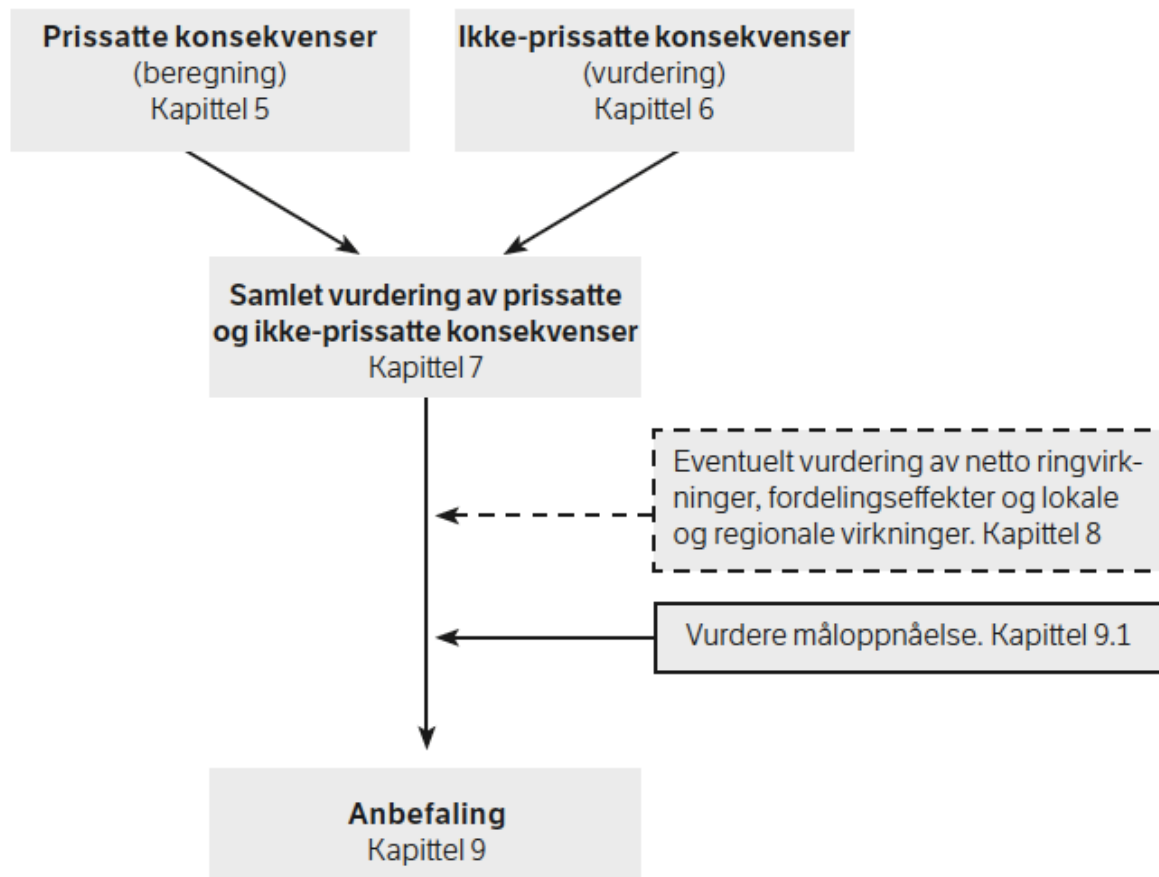 Prissatte konsekvenser
(beregning)
Kapittel 5
Ikke-prissatte konsekvenser
(vurdering)
Kapittel 6
Samlet vurdering av prissatte
og ikke-prissatte konsekvenser
Kapittel 7
Eventuelt vurdering av netto ringvirk-
ninger, fordelingseffekter og lokale
og regionale virkninger. Kapittel 8
Vurdere måloppnåelse. Kapittel 9.1
Anbefaling
Kapittel 9